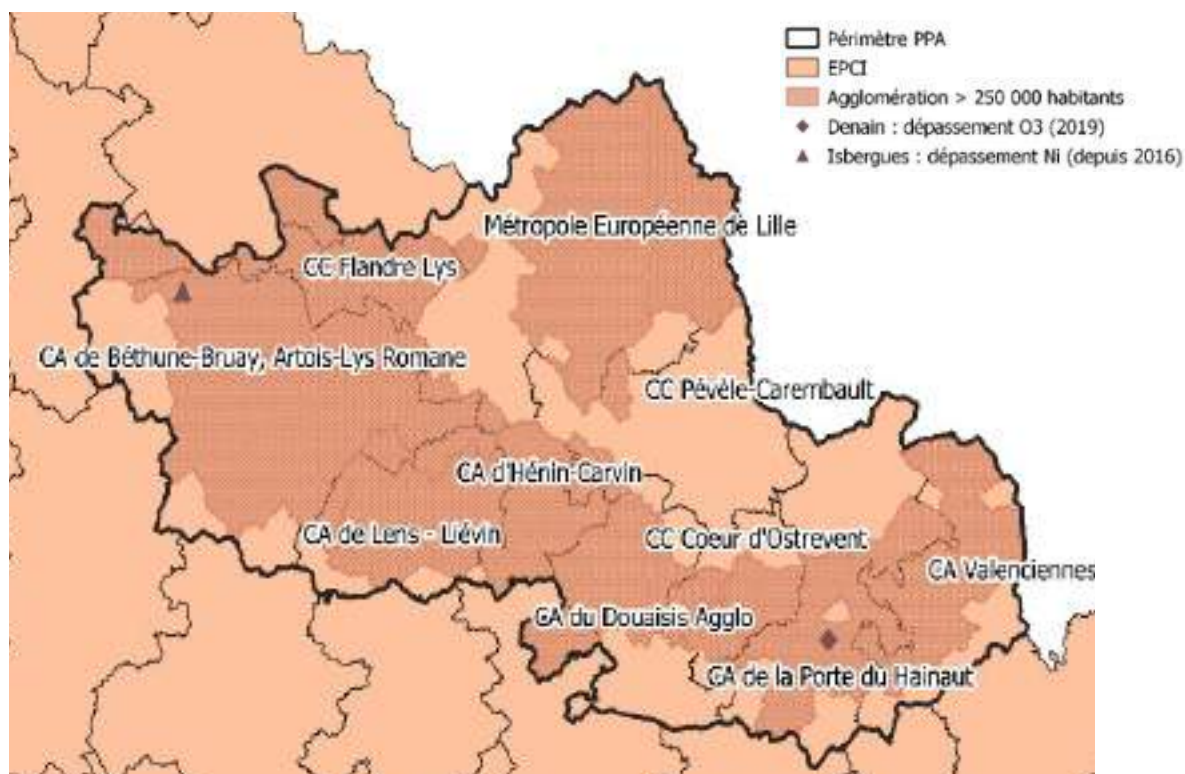 Périmètre PPA
EPCI
Agglomération > 250 000 habitants
Denain : dépassement O3 (2019)
Isbergues : dépassement Ni (depuis 2016)
Métropole Européenne de Lille
CC Flandre Lys
CA de Béthune-Bruay, Artois-Lys Romane
CC Pévèle-Carembault
CA d'Hénin-Carvin
CA de Lens - Liévin
CC Coeur d'Ostrevent
CA Valenciennes
CA du Douaisis Agglo
CA de la Porte du Hainaut